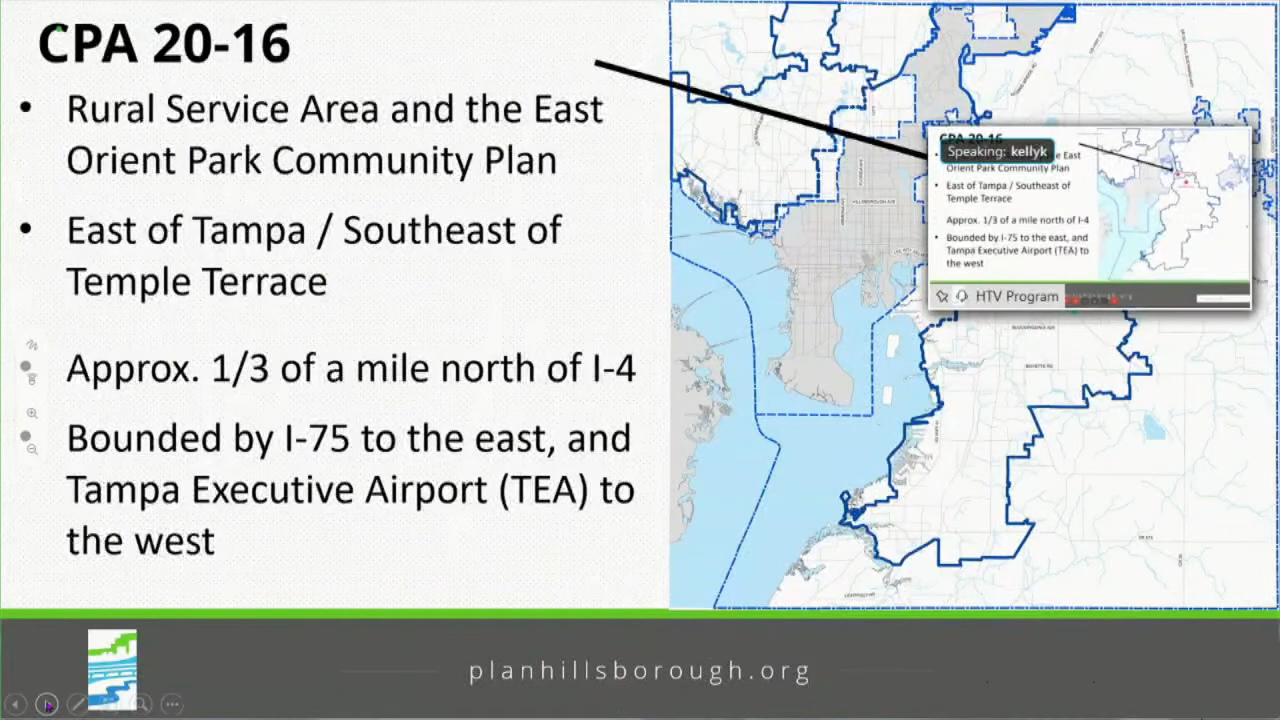 CPA 20-16
• Rural Service Area and the East
Orient Park Community Plan
• East of Tampa / Southeast of
Temple Terrace
Approx. 1/3 of a mile north of I-4
Bounded by I-75 to the east, and
Tampa Executive Airport (TEA) to
the west
CPA 20-16
Speaking: kellyk
e East
Orient Park Community Plan
• East of Tampa / Southeast of
Temple Terrace
Approx. 1/3 of a mile north of I-4
• Bounded by I-75 to the east, and
Tampa Executive Airport (TEA) to
the west
HTV Program
planhillsborough.org